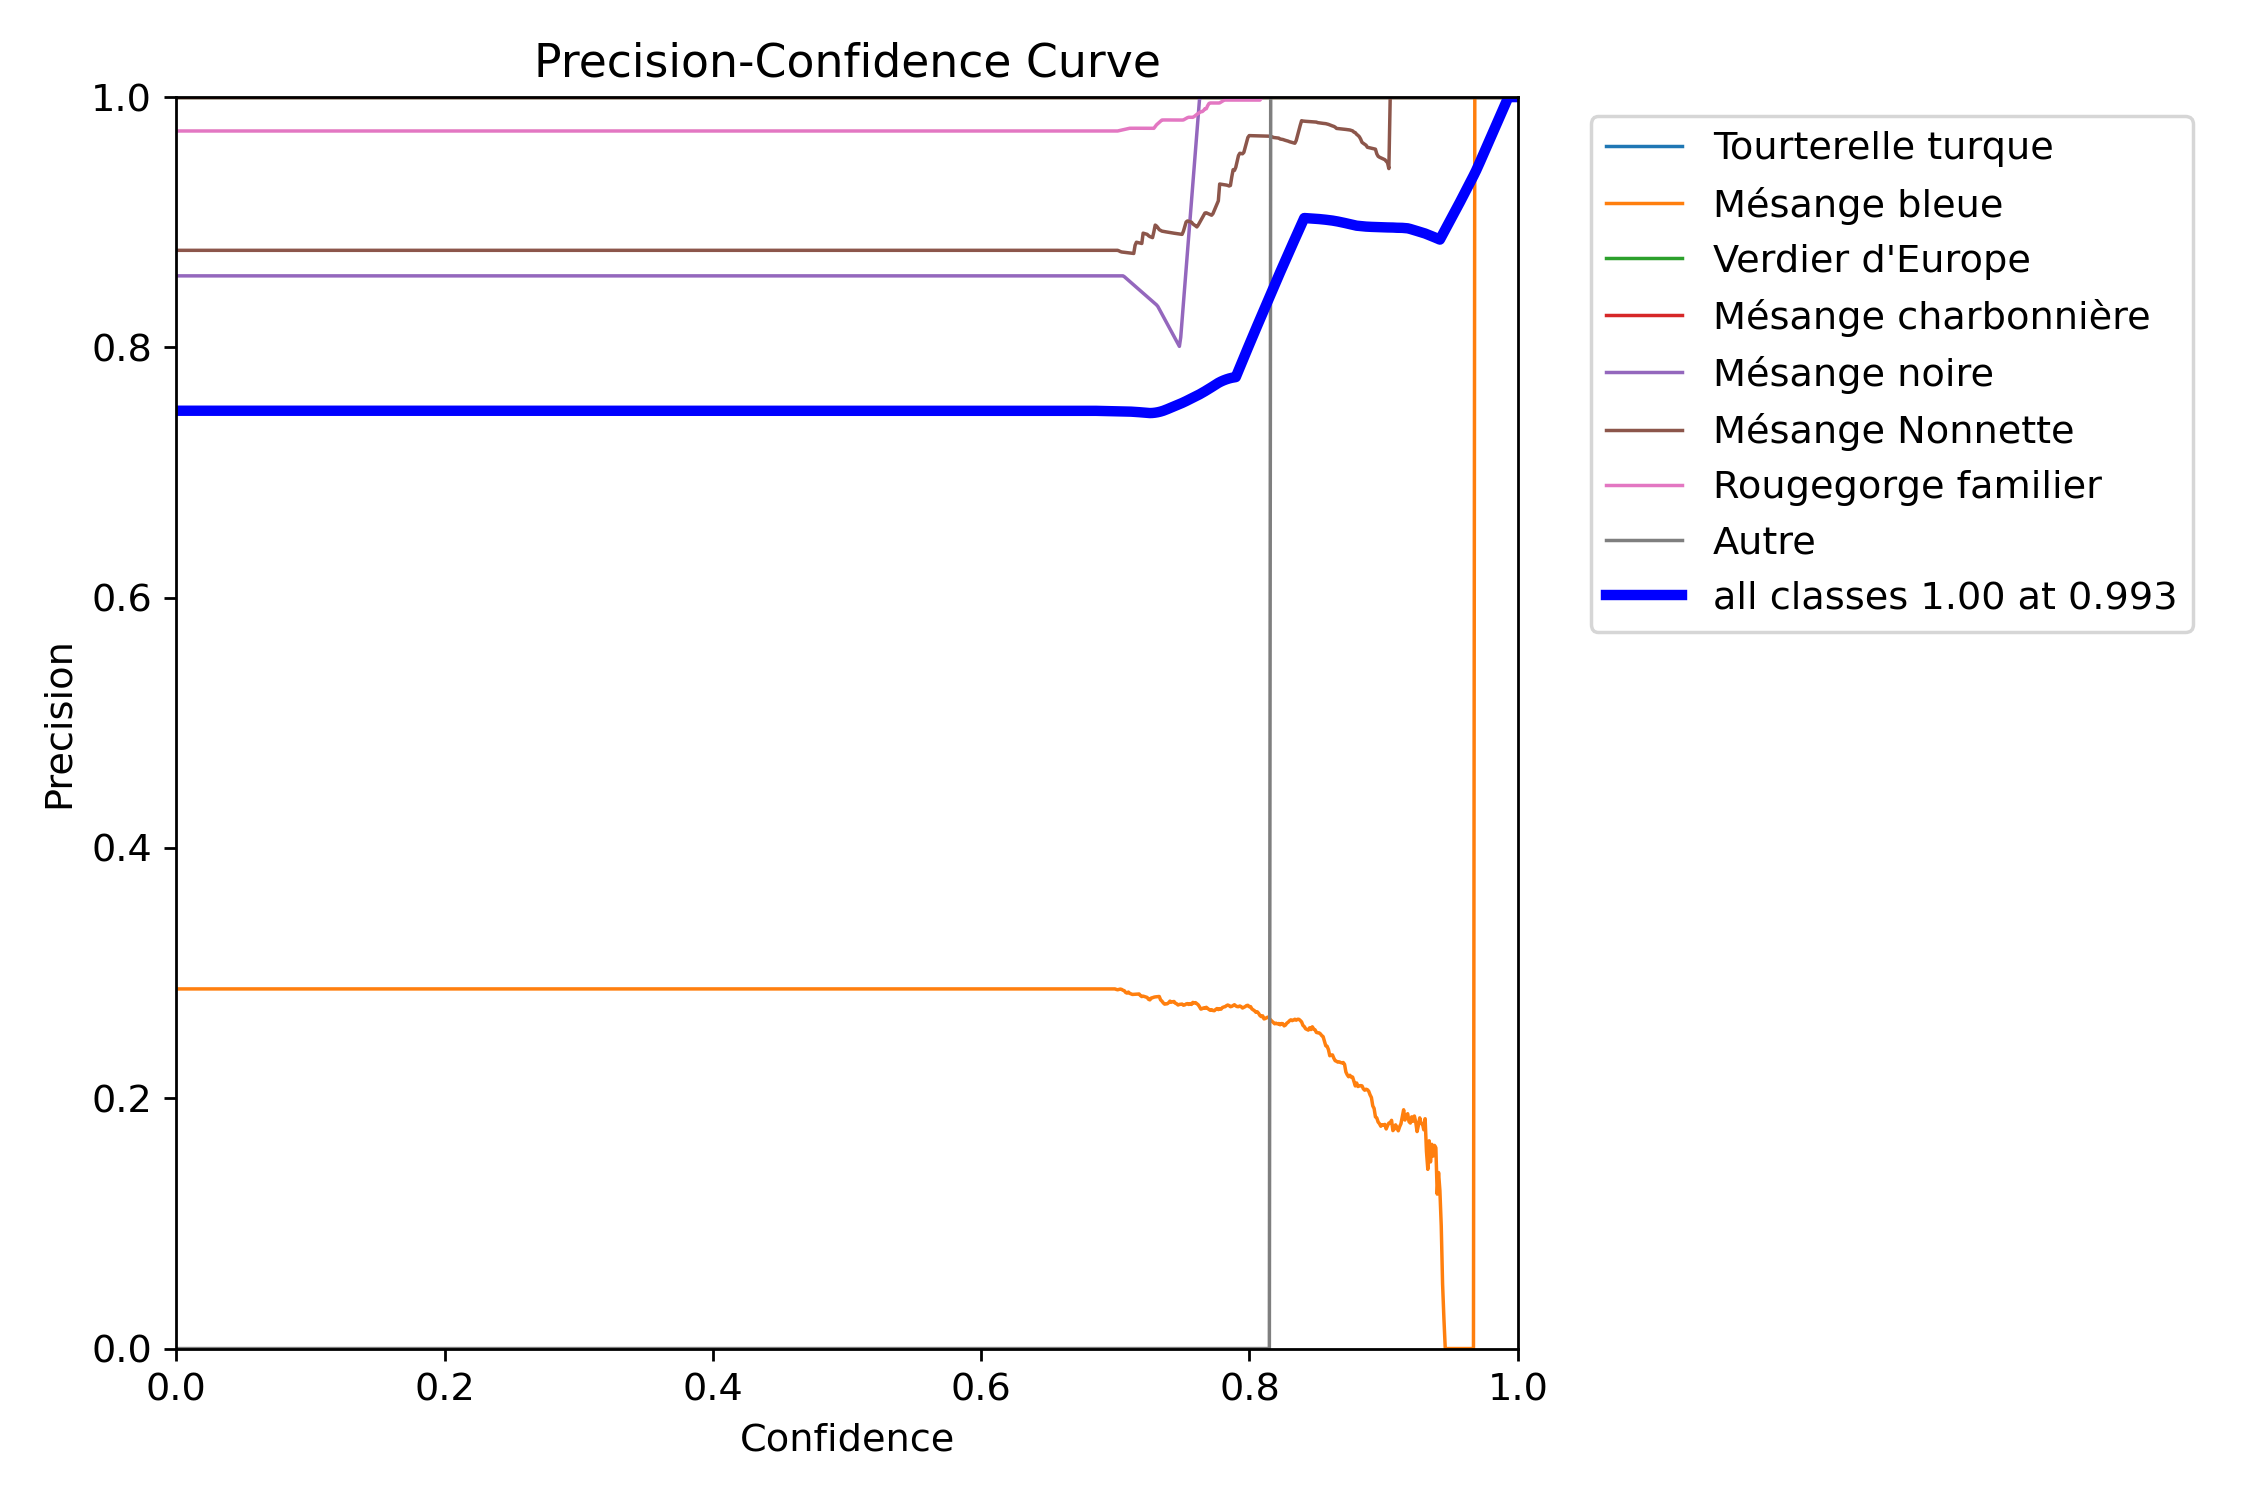 Precision-Confidence Curve
1.0
0.8
0.6
0.4
0.2
0.0
Precision
0.0 0.2 0.4 0.6 0.8 1.0
Confidence
Tourterelle turque
Mésange bleue
Verdier d'Europe
Mésange charbonnière
Mésange noire
Mésange Nonnette
Rougegorge familier
Autre
all classes 1.00 at 0.993